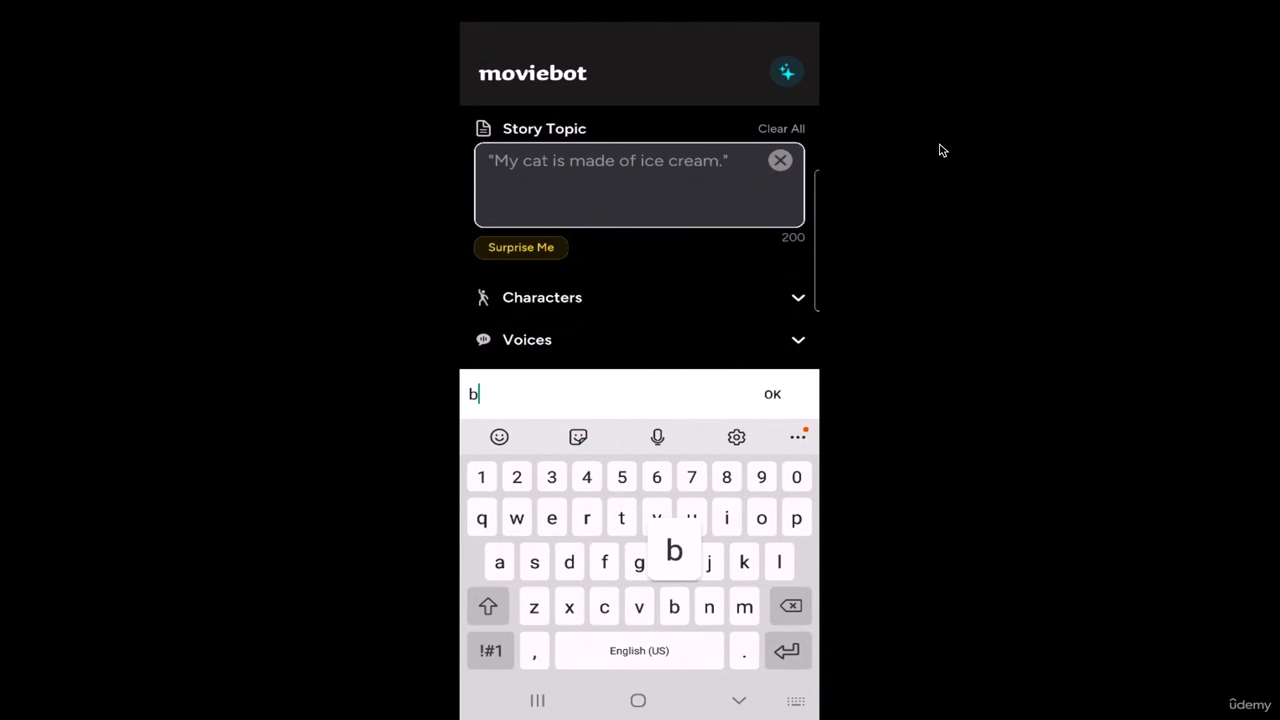 moviebot
Story Topic Clear All
"My cat is made of ice cream."
200
Surprise Me
Characters
Voices
b OK
1 2 3 4 5 6 7 8 9 0
q w e r t y u i o p
b
a s d f g j k l
z x c v b n m
!#1 , English (US) .
ûdemy